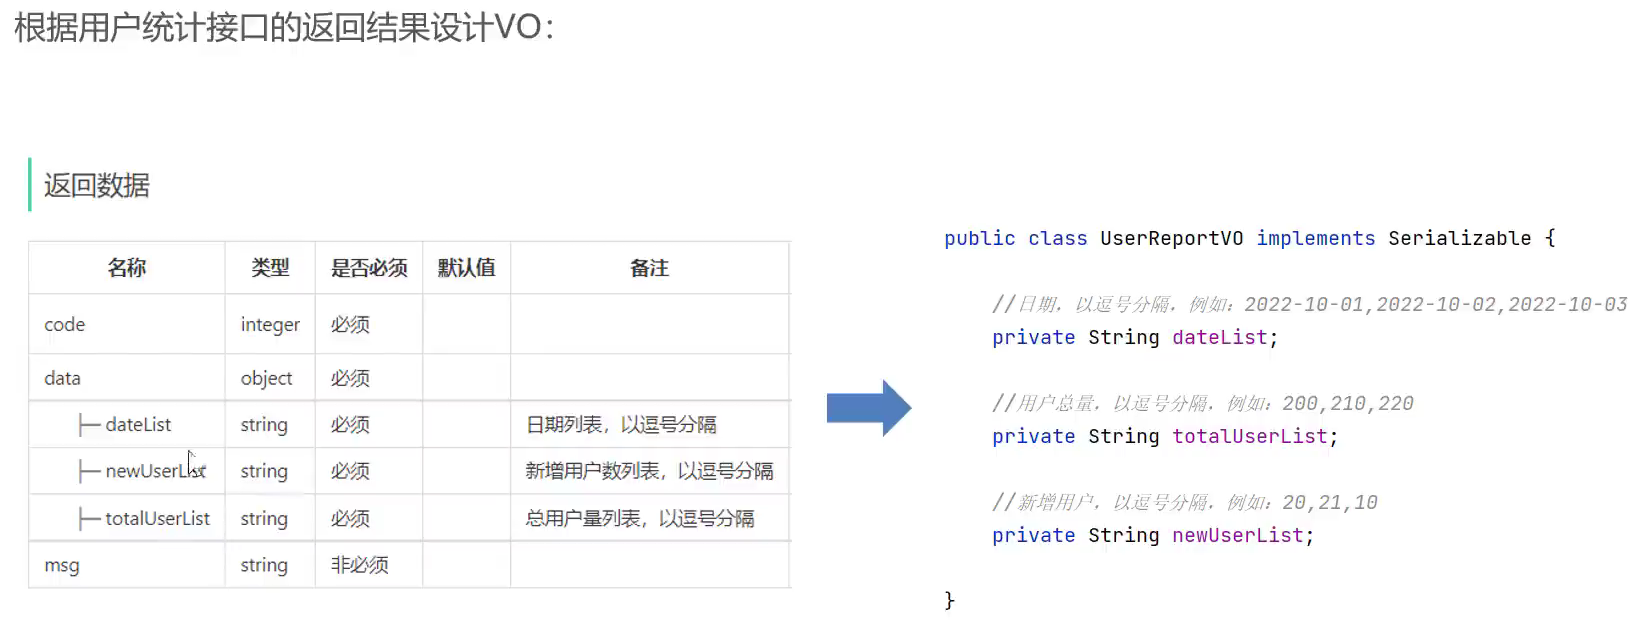 根据用户统计接口的返回结果设计VO：
返回数据
名称 类型 是否必须 默认值 备注
code integer 必须
data object 必须
├─ dateList string 必须 日期列表，以逗号分隔
├─ newUserList string 必须 新增用户数列表，以逗号分隔
├─ totalUserList string 必须 总用户量列表，以逗号分隔
msg string 非必须
public class UserReportVO implements Serializable {
//日期，以逗号分隔，例如：2022-10-01,2022-10-02,2022-10-03
private String dateList;
//用户总量，以逗号分隔，例如：200,210,220
private String totalUserList;
//新增用户，以逗号分隔，例如：20,21,10
private String newUserList;
}